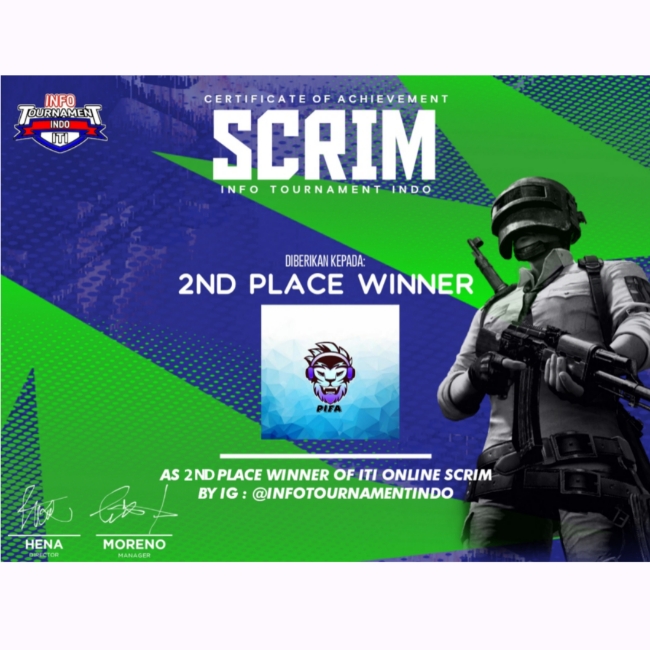 INFO
TOURNAMENT
INDO
ITI
CERTIFICATE OF ACHIEVEMENT
SCRIM
INFO TOURNAMENT INDO
DIBERIKAN KEPADA:
2ND PLACE WINNER
PIFA
AS 2ND PLACE WINNER OF ITI ONLINE SCRIM
BY IG : @INFOTOURNAMENTINDO
HENA
DIRECTOR
MORENO
MANAGER